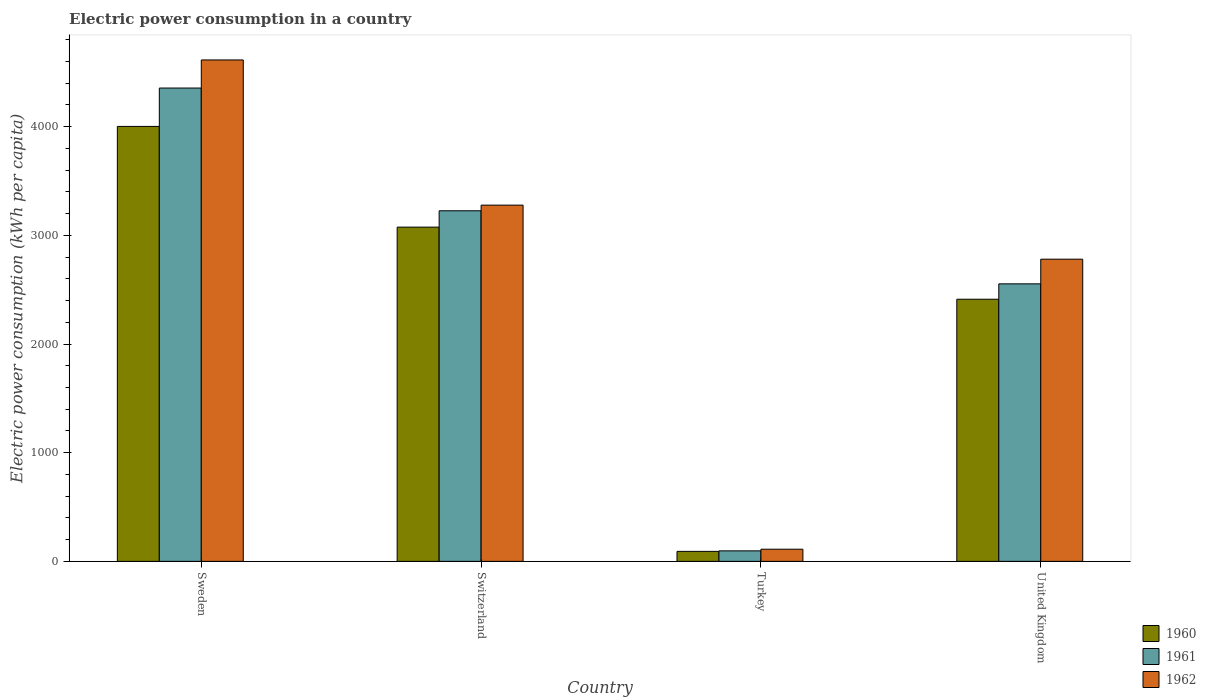 Electric power consumption in a country
Electric power consumption (kWh per capita)
4000
3000
2000
1000
0
Sweden
Switzerland
Turkey
United Kingdom
Country
1960
1961
1962